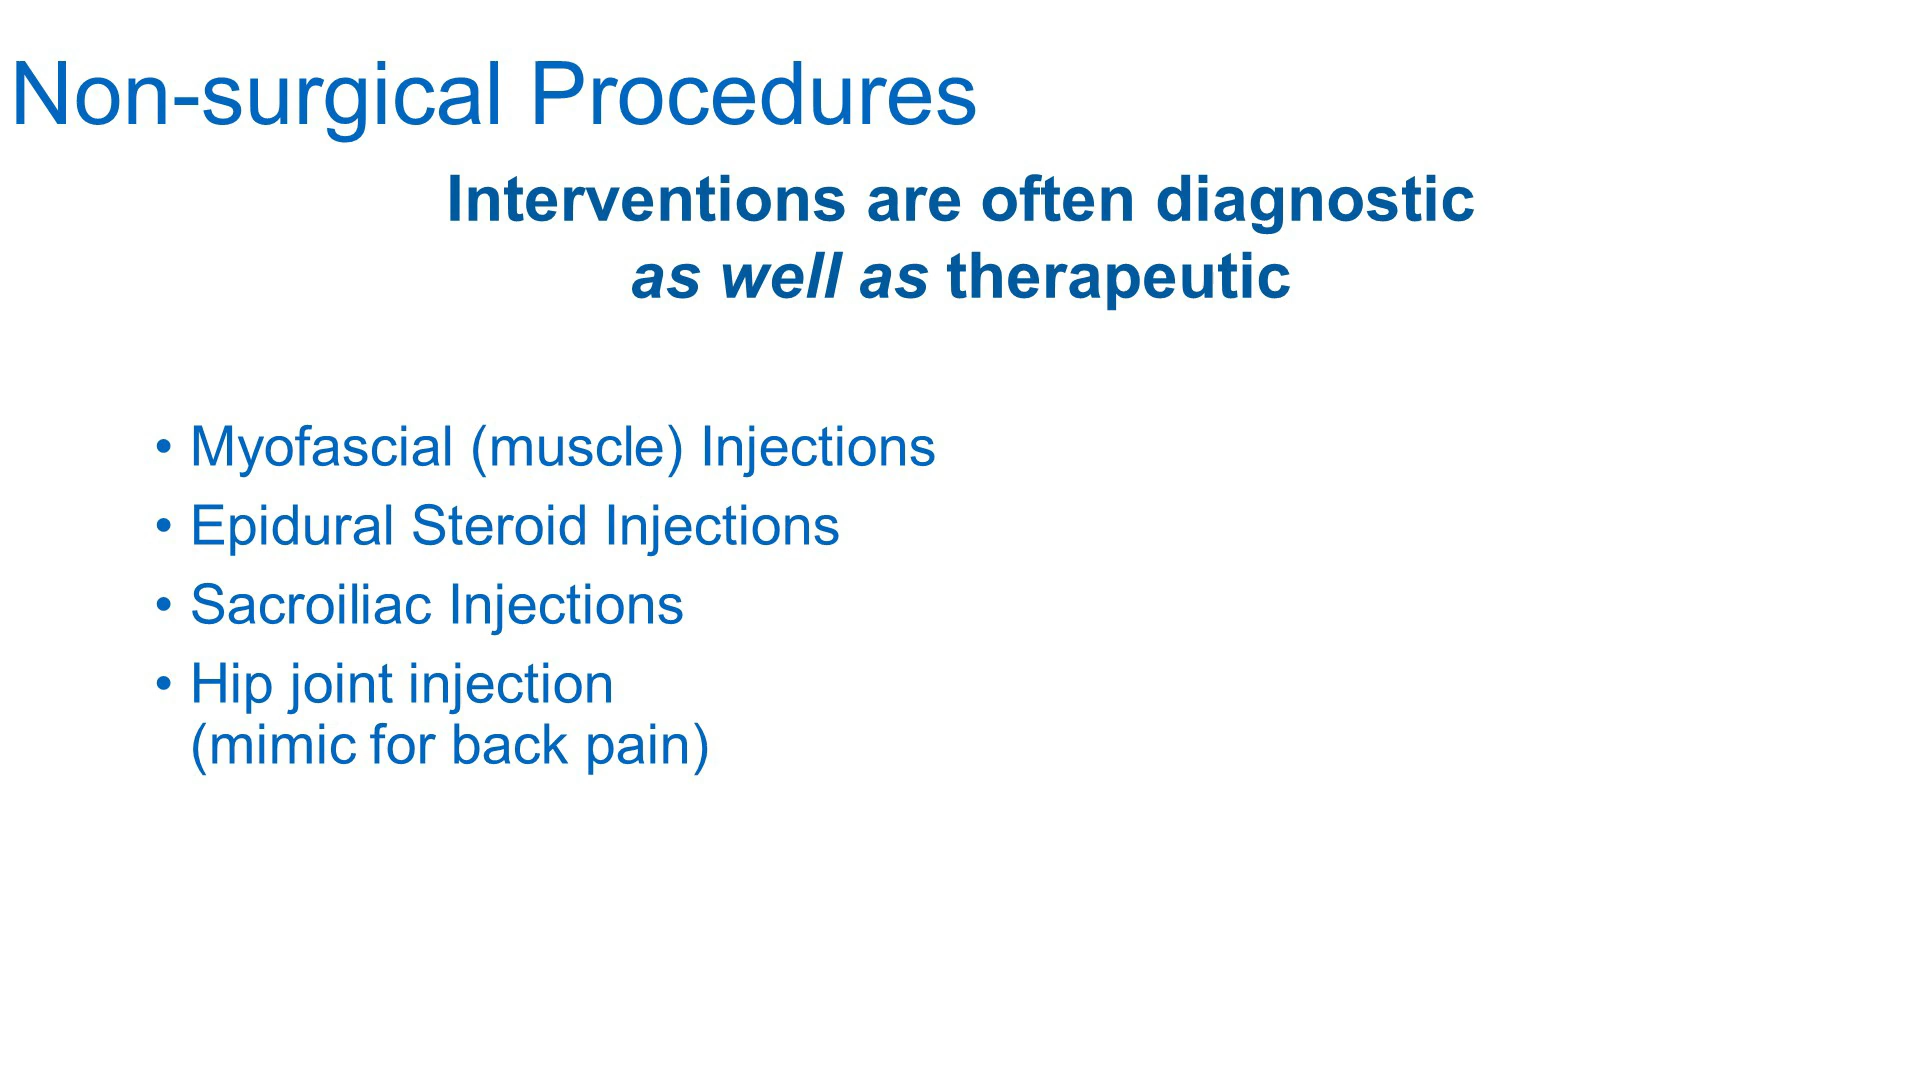 Non-surgical Procedures
Interventions are often diagnostic
as well as therapeutic
• Myofascial (muscle) Injections
• Epidural Steroid Injections
• Sacroiliac Injections
• Hip joint injection
(mimic for back pain)